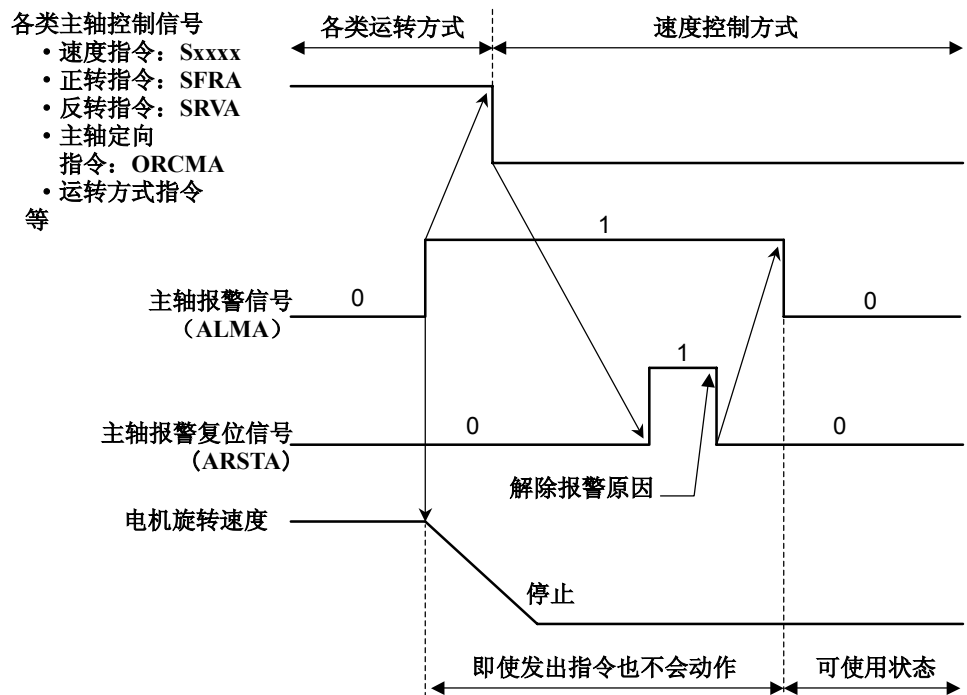 各类主轴控制信号
• 速度指令：Sxxxx
• 正转指令：SFRA
• 反转指令：SRVA
• 主轴定向
指令：ORCMA
• 运转方式指令
等
各类运转方式
速度控制方式
1
主轴报警信号
（ALMA）
0
0
1
主轴报警复位信号
（ARSTA）
0
0
解除报警原因
电机旋转速度
停止
即使发出指令也不会动作
可使用状态